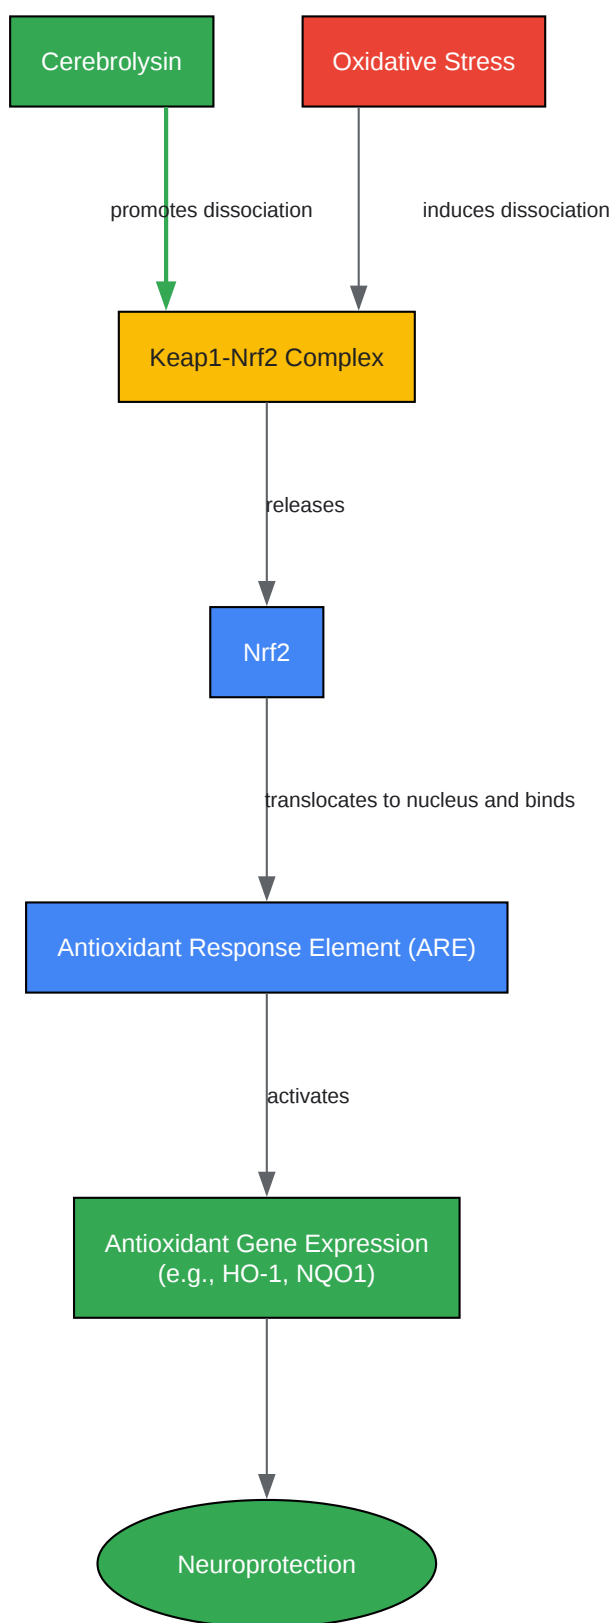 Cerebrolysin
Oxidative Stress
promotes dissociation
induces dissociation
Keap1-Nrf2 Complex
releases
Nrf2
translocates to nucleus and binds
Antioxidant Response Element (ARE)
activates
Antioxidant Gene Expression
(e.g., HO-1, NQO1)
Neuroprotection